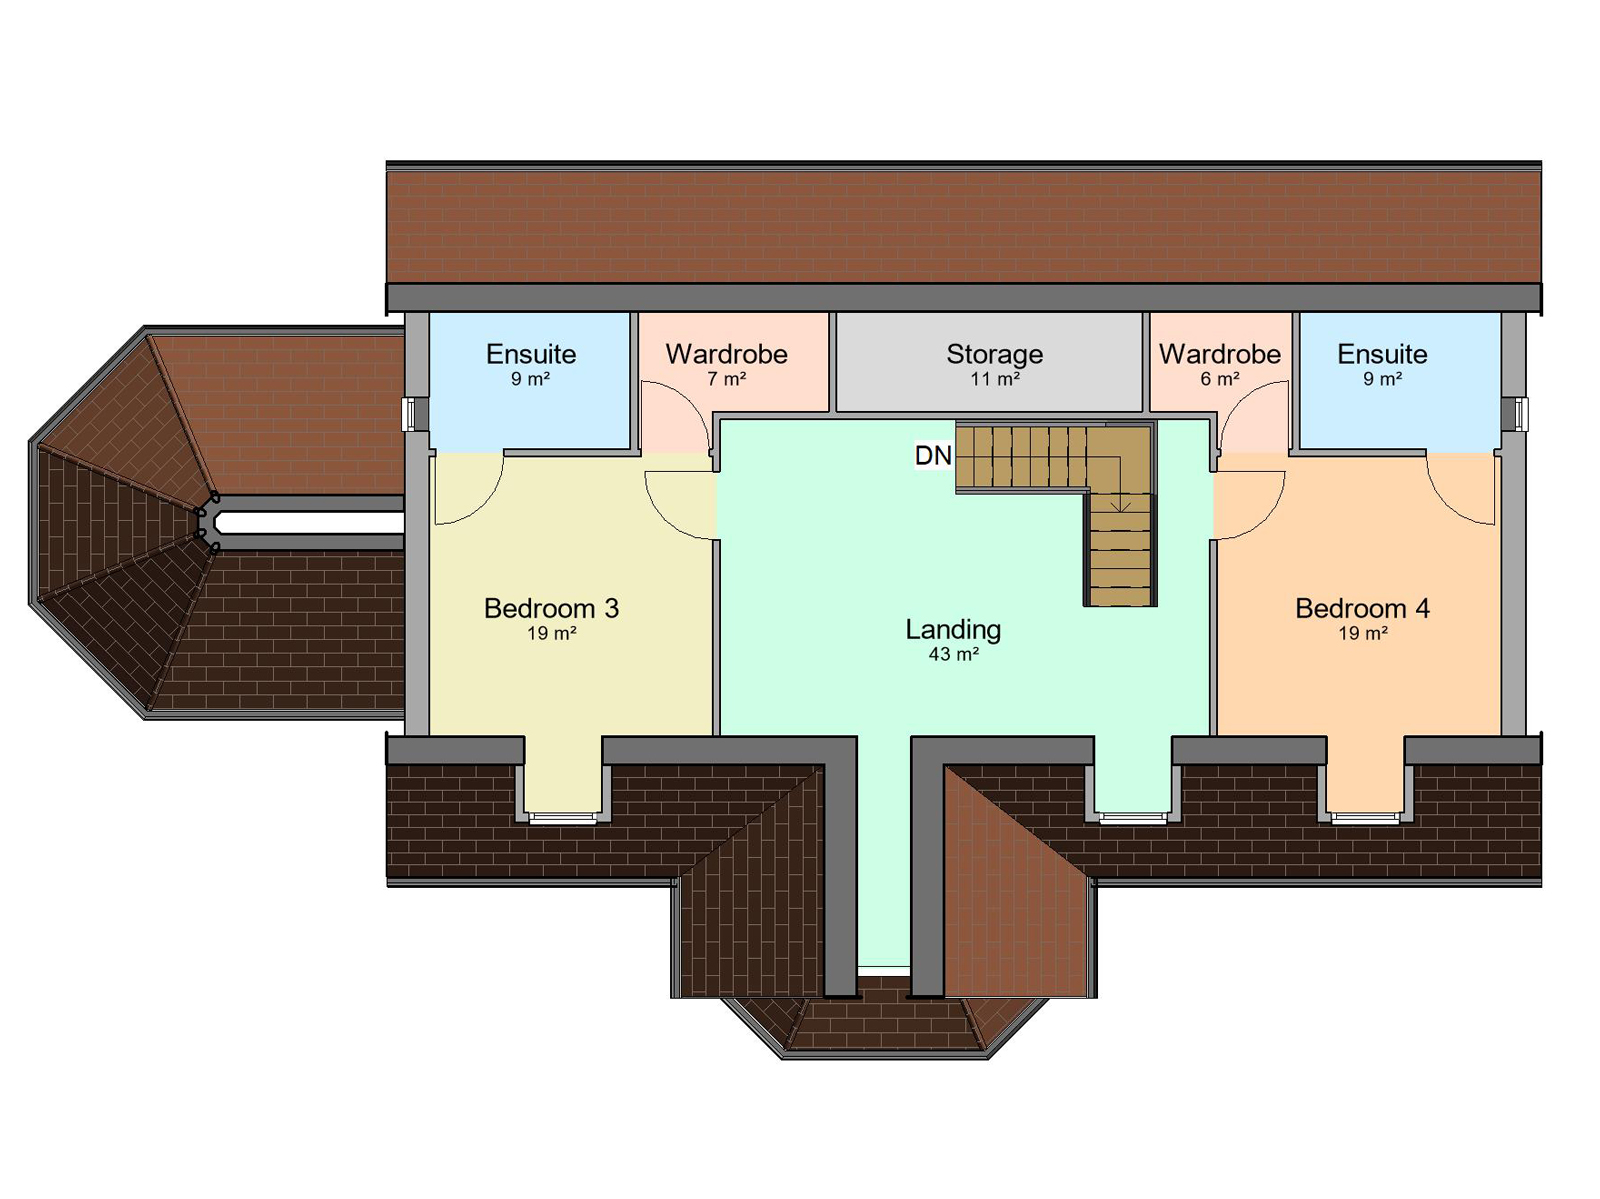 Ensuite
9 m²
Wardrobe
7 m²
Storage
11 m²
Wardrobe
6 m²
Ensuite
9 m²
DN
Bedroom 3
19 m²
Landing
43 m²
Bedroom 4
19 m²